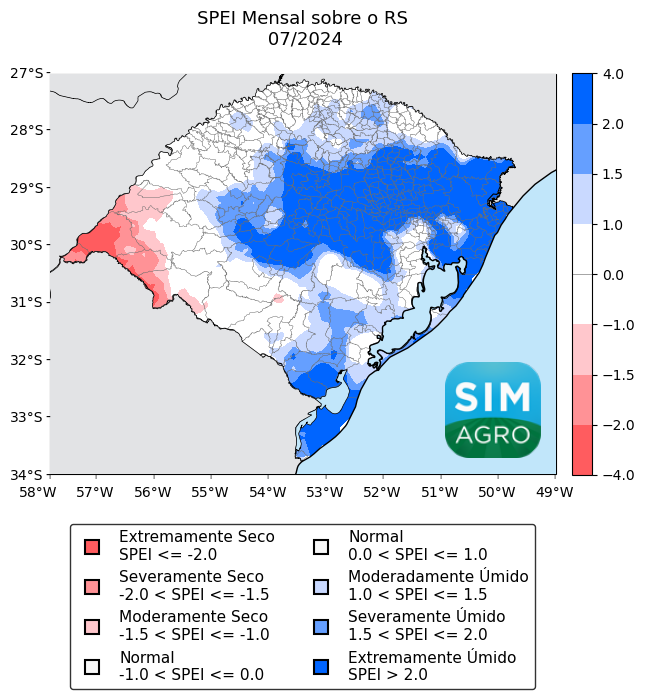 SPEI Mensal sobre o RS
07/2024
27°S
28°S
29°S
30°S
31°S
32°S
33°S
34°S
58°W 57°W 56°W 55°W 54°W 53°W 52°W 51°W 50°W 49°W
4.0
2.0
1.5
1.0
0.0
−1.0
−1.5
−2.0
−4.0
SIM
AGRO
Extremamente Seco
SPEI <= -2.0
Severamente Seco
-2.0 < SPEI <= -1.5
Moderamente Seco
-1.5 < SPEI <= -1.0
Normal
-1.0 < SPEI <= 0.0
Normal
0.0 < SPEI <= 1.0
Moderadamente Úmido
1.0 < SPEI <= 1.5
Severamente Úmido
1.5 < SPEI <= 2.0
Extremamente Úmido
SPEI > 2.0